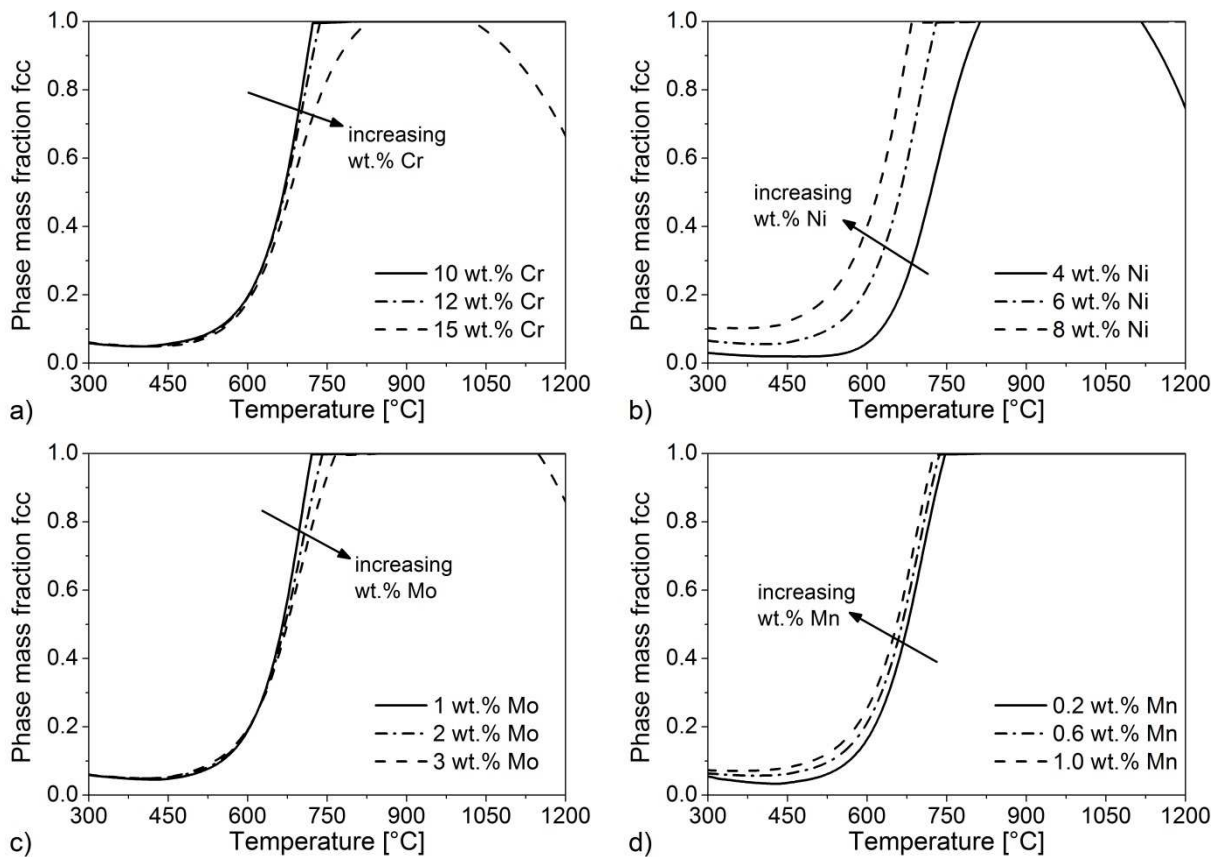 Phase mass fraction fcc
1.0
0.8
0.6
0.4
0.2
0.0
increasing
wt.% Cr
10 wt.% Cr
12 wt.% Cr
15 wt.% Cr
300 450 600 750 900 1050 1200
a)
Temperature [°C]
Phase mass fraction fcc
1.0
0.8
0.6
0.4
0.2
0.0
increasing
wt.% Ni
4 wt.% Ni
6 wt.% Ni
8 wt.% Ni
300 450 600 750 900 1050 1200
b)
Temperature [°C]
Phase mass fraction fcc
1.0
0.8
0.6
0.4
0.2
0.0
increasing
wt.% Mo
1 wt.% Mo
2 wt.% Mo
3 wt.% Mo
300 450 600 750 900 1050 1200
c)
Temperature [°C]
Phase mass fraction fcc
1.0
0.8
0.6
0.4
0.2
0.0
increasing
wt.% Mn
0.2 wt.% Mn
0.6 wt.% Mn
1.0 wt.% Mn
300 450 600 750 900 1050 1200
d)
Temperature [°C]